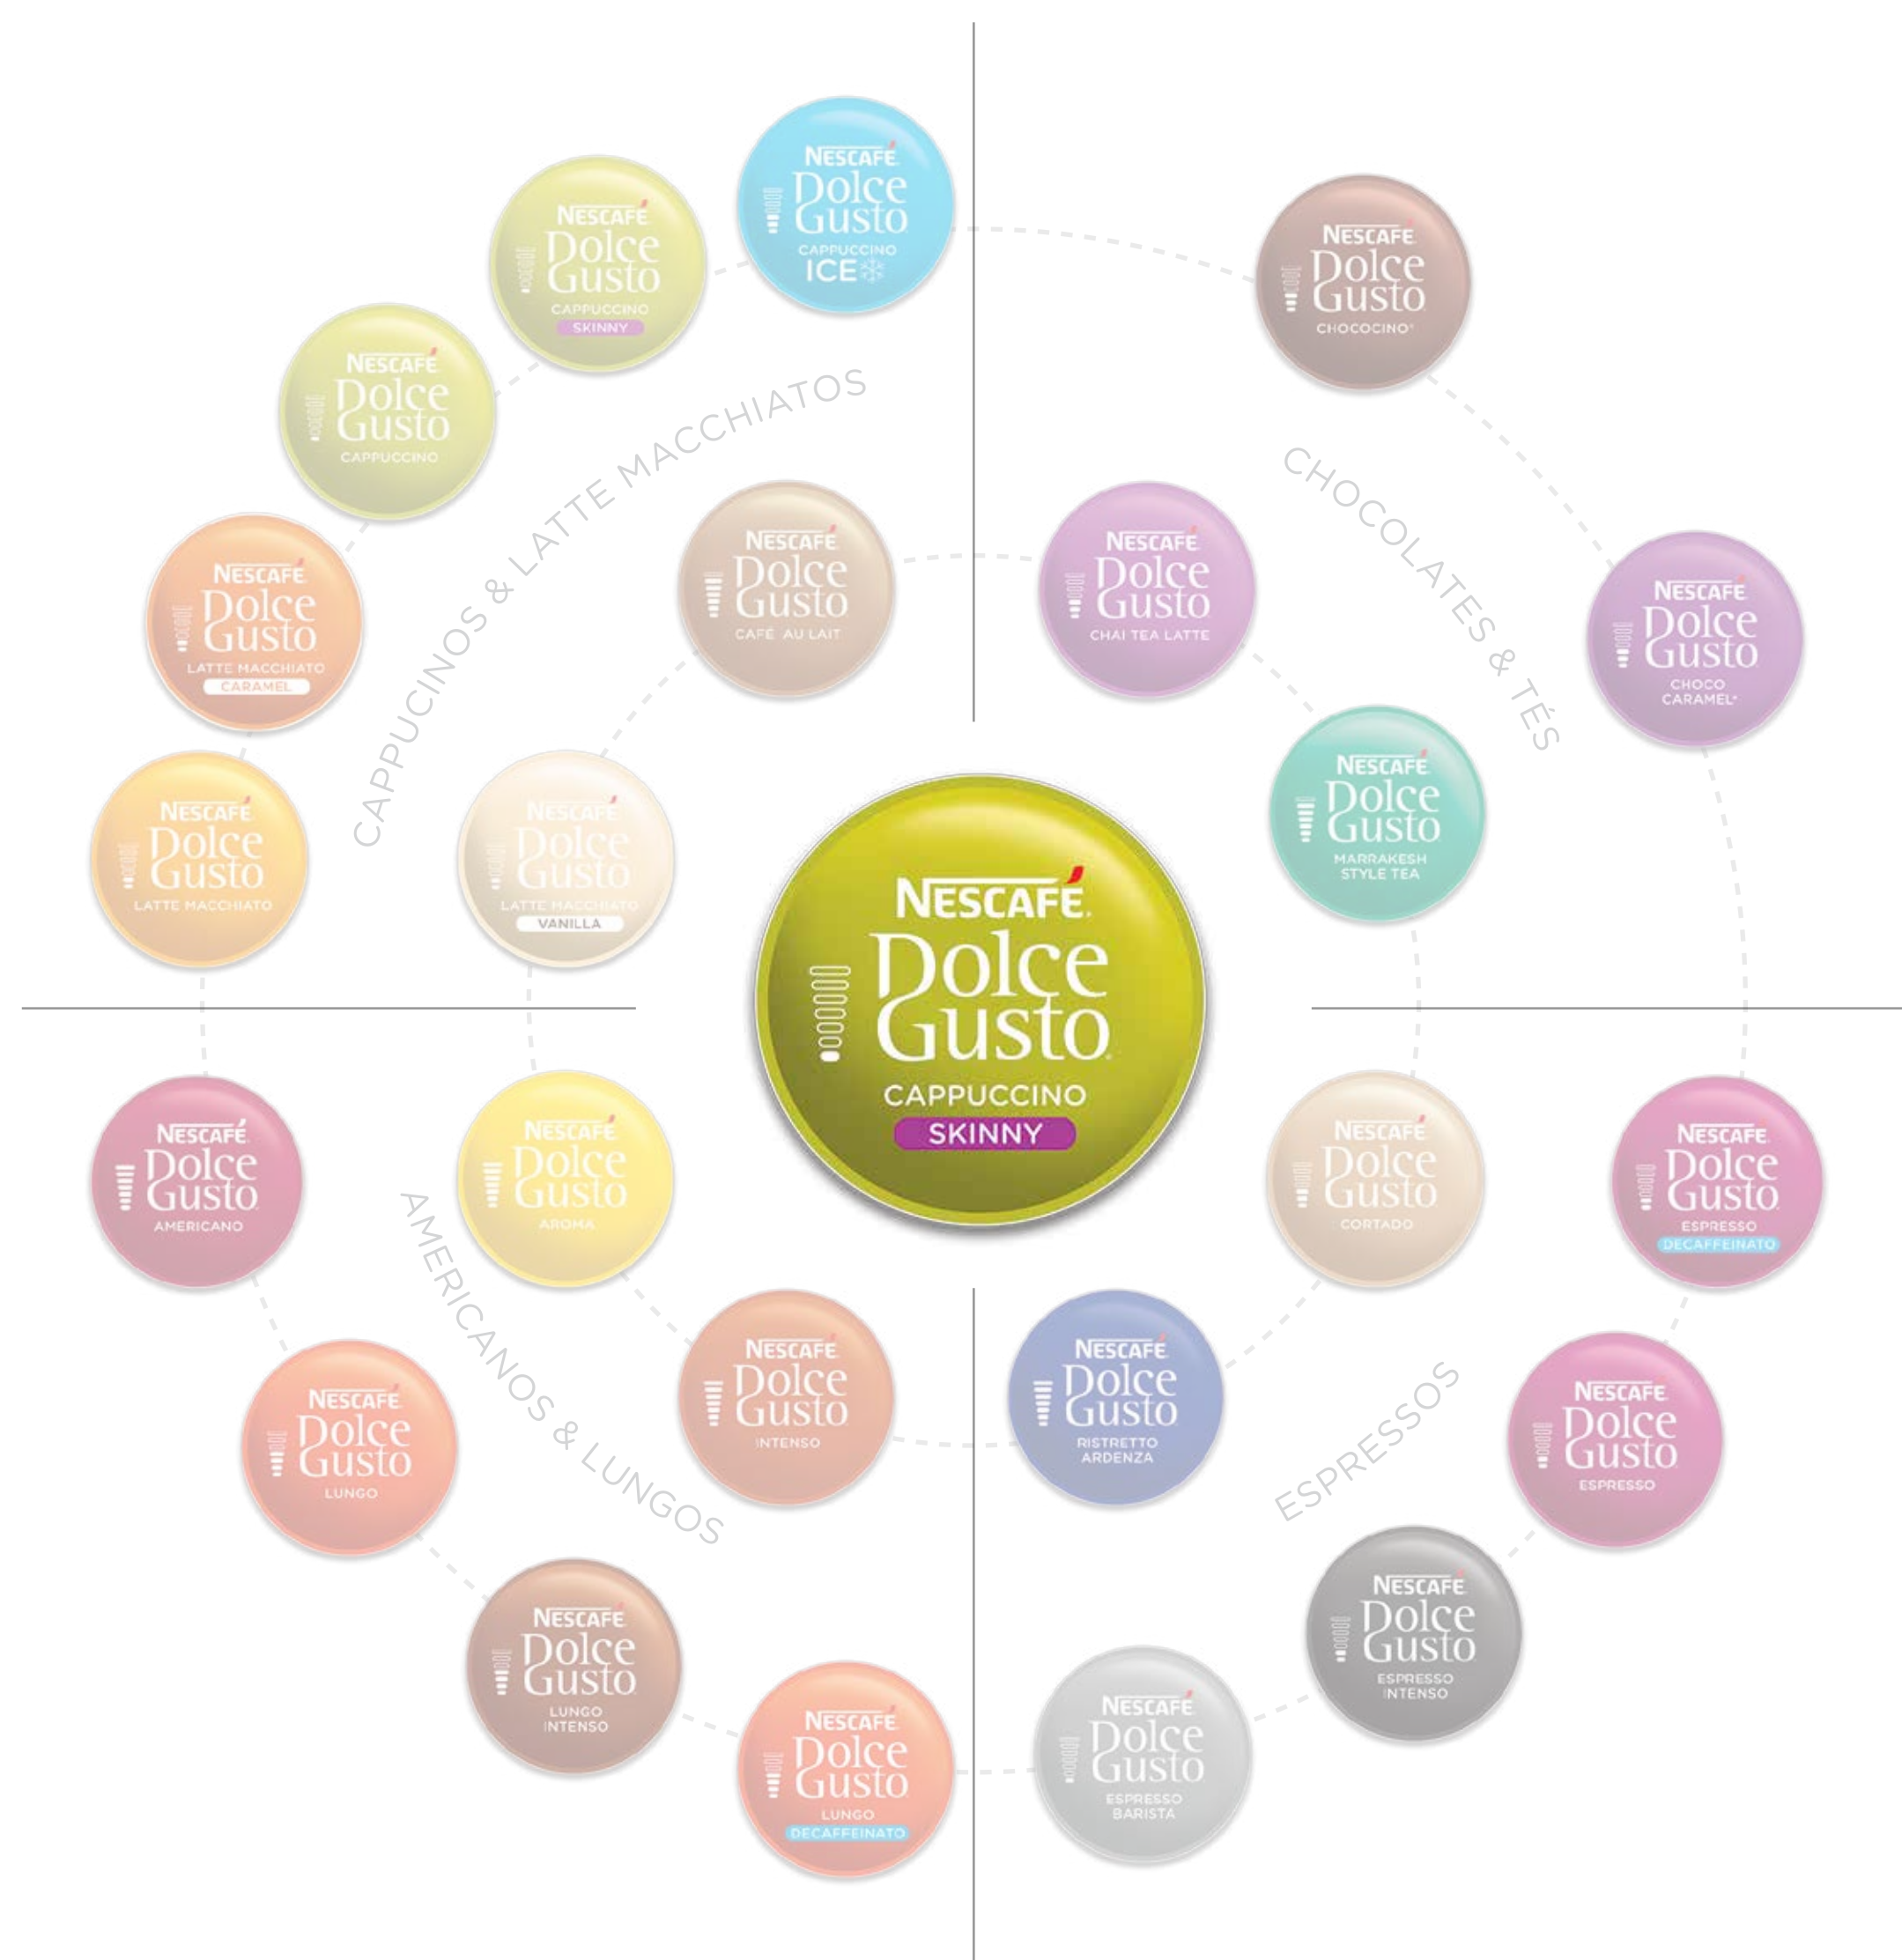 NESCAFÉ
Dolce
Gusto
CAPPUCCINO
ICE
NESCAFÉ
Dolce
Gusto
CAPPUCCINO
SKINNY
NESCAFÉ
Dolce
Gusto
CAPPUCCINO
NESCAFÉ
Dolce
Gusto
LATTE MACCHIATO
CARAMEL
NESCAFÉ
Dolce
Gusto
LATTE MACCHIATO
CAPPUCINOS & LATTE MACCHIATOS
NESCAFÉ
Dolce
Gusto
CAFÉ AU LAIT
NESCAFÉ
Dolce
Gusto
LATTE MACCHIATO
VANILLA
NESCAFÉ
Dolce
Gusto
CHOCOCINO*
NESCAFÉ
Dolce
Gusto
CHOCO
CARAMEL*
CHOCOLATES & TÉS
NESCAFÉ
Dolce
Gusto
CHAI TEA LATTE
NESCAFÉ
Dolce
Gusto
MARRAKESH
STYLE TEA
NESCAFÉ.
Dolce
Gusto
CAPPUCCINO
SKINNY
NESCAFÉ
Dolce
Gusto
AMERICANO
NESCAFÉ
Dolce
Gusto
AROMA
NESCAFÉ
Dolce
Gusto
INTENSO
AMERICANOS & LUNGOS
NESCAFÉ
Dolce
Gusto
LUNGO
NESCAFÉ
Dolce
Gusto
LUNGO
INTENSO
NESCAFÉ
Dolce
Gusto
LUNGO
DECAFFEINATO
NESCAFÉ
Dolce
Gusto
CORTADO
NESCAFÉ
Dolce
Gusto
ESPRESSO
DECAFFEINATO
NESCAFÉ
Dolce
Gusto
RISTRETTO
ARDENZA
ESPRESSOS
NESCAFÉ
Dolce
Gusto
ESPRESSO
NESCAFÉ
Dolce
Gusto
ESPRESSO
INTENSO
NESCAFÉ
Dolce
Gusto
ESPRESSO
BARISTA